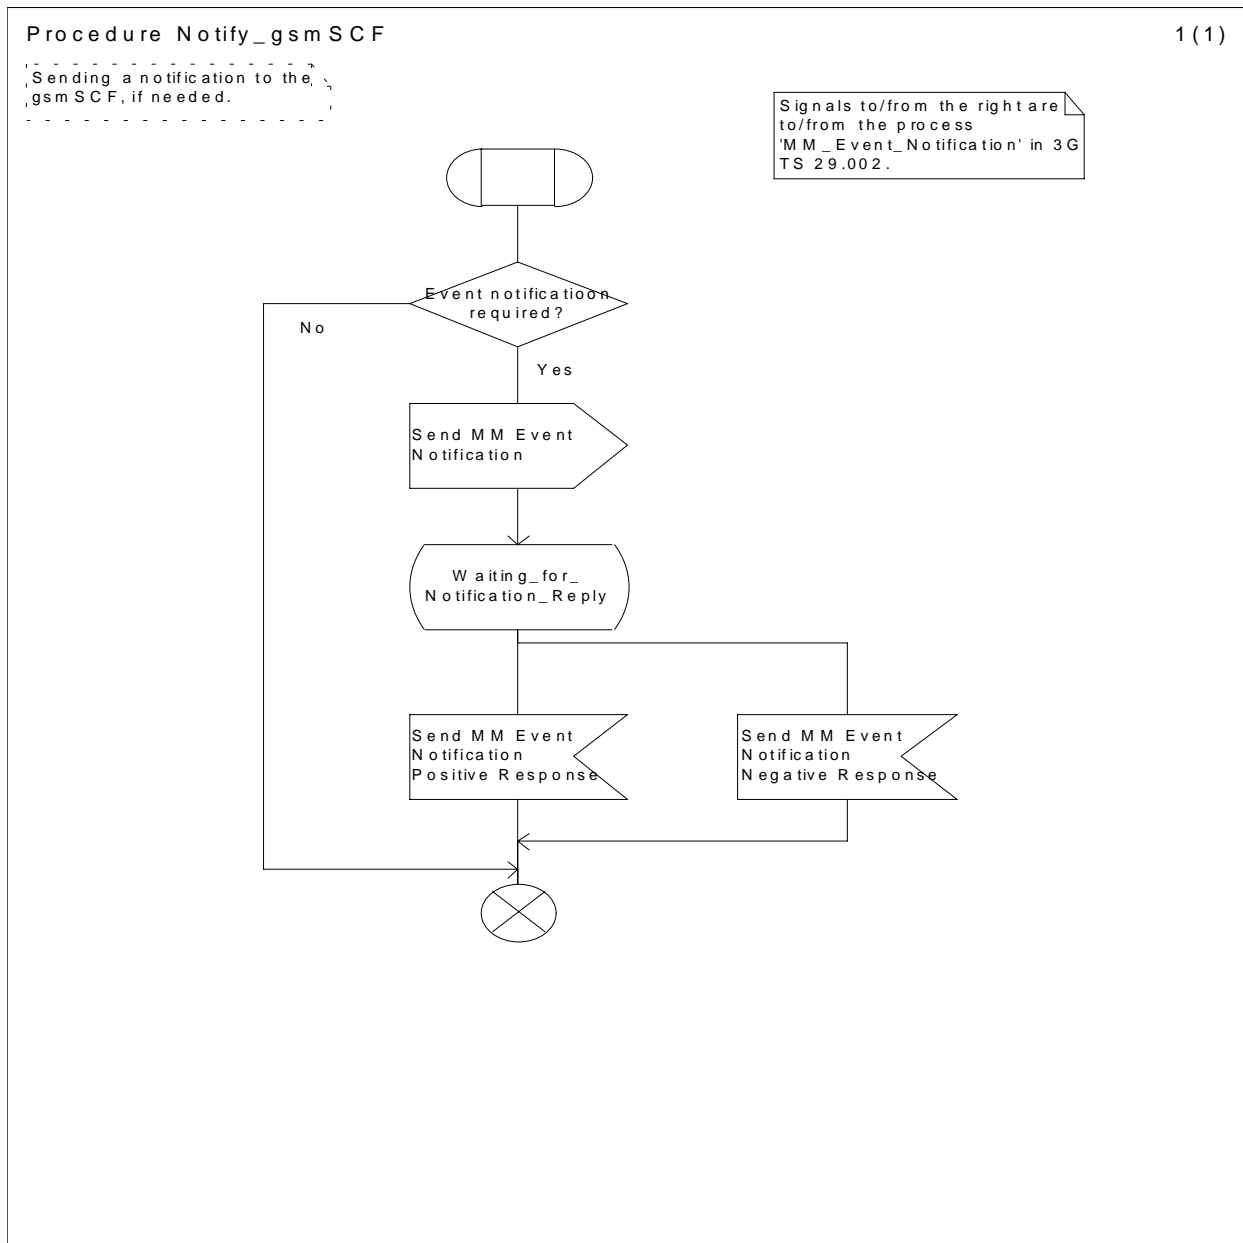 Procedure Notify_gsmSCF
1(1)
Sending a notification to the
gsmSCF, if needed.
Signals to/from the right are
to/from the process
'MM_Event_Notification' in 3G
TS 29.002.
Event notificatioon
required?
No
Yes
Send MM Event
Notification
Waiting_for_
Notification_Reply
Send MM Event
Notification
Positive Response
Send MM Event
Notification
Negative Response